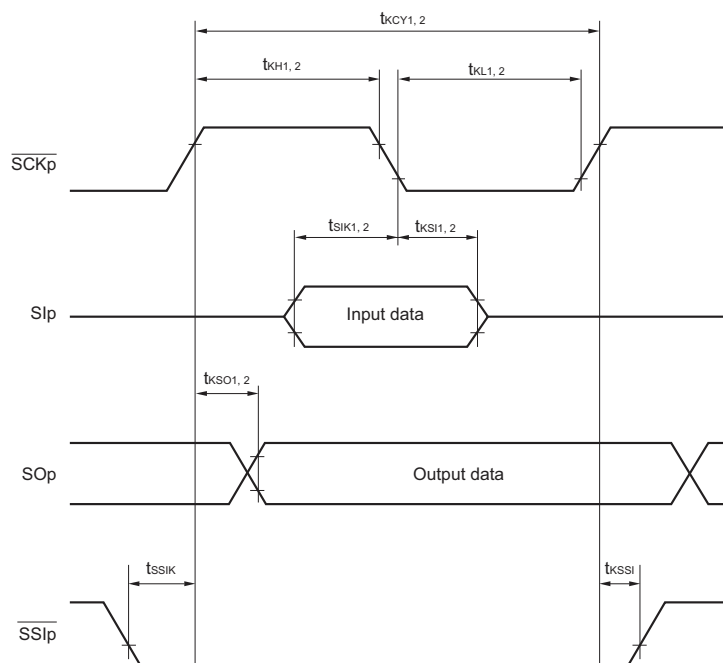 tKCY1, 2
tKH1, 2
tKL1, 2
SCKp
tSIK1, 2
tKSI1, 2
SIp
Input data
tKSO1, 2
SOp
Output data
tSSIK
tKSSI
SSIp